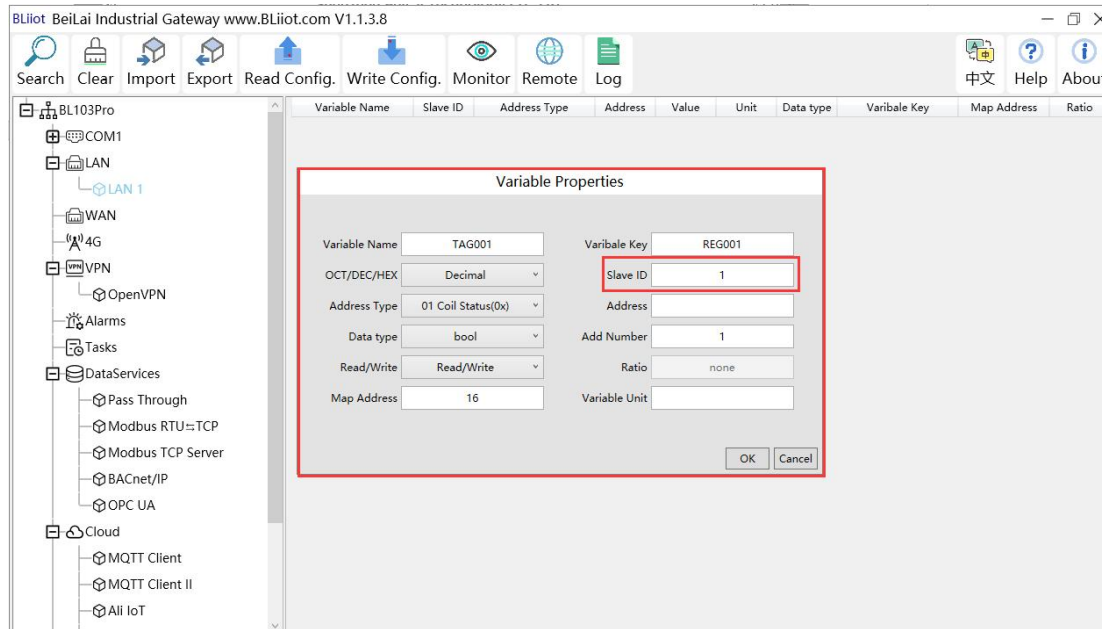 BLiiot BeiLai Industrial Gateway www.BLiiot.com V1.1.3.8
Search Clear Import Export Read Config. Write Config. Monitor Remote Log 中文 Help Abou
BL103Pro
COM1
LAN
LAN 1
WAN
4G
VPN
OpenVPN
Alarms
Tasks
DataServices
Pass Through
Modbus RTU⇆TCP
Modbus TCP Server
BACnet/IP
OPC UA
Cloud
MQTT Client
MQTT Client II
Ali IoT
Variable Name Slave ID Address Type Address Value Unit Data type Varibale Key Map Address Ratio
Variable Properties
Variable Name TAG001 Varibale Key REG001
OCT/DEC/HEX Decimal Slave ID 1
Address Type 01 Coil Status(0x) Address
Data type bool Add Number 1
Read/Write Read/Write Ratio none
Map Address 16 Variable Unit
OK Cancel